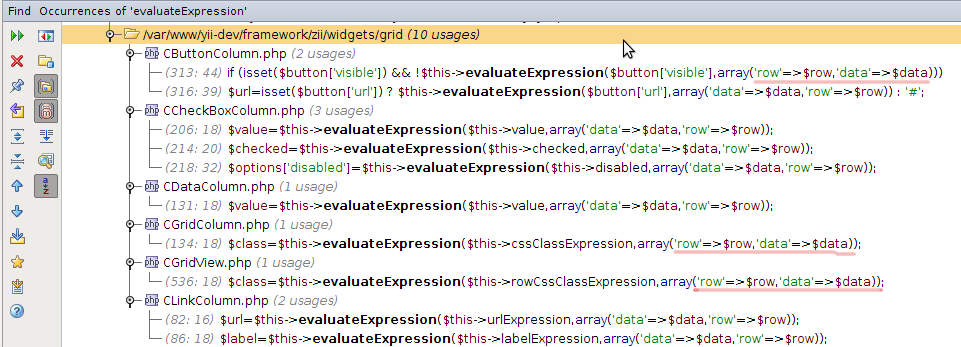 Find Occurrences of 'evaluateExpression'
/var/www/yii-dev/framework/zii/widgets/grid (10 usages)
php CButtonColumn.php (2 usages)
(313: 44) if (isset($button['visible']) && !$this->evaluateExpression($button['visible'],array('row'=>$row,'data'=>$data)))
(316: 39) $url=isset($button['url']) ? $this->evaluateExpression($button['url'],array('data'=>$data,'row'=>$row)) : '#';
php CCheckBoxColumn.php (3 usages)
(206: 18) $value=$this->evaluateExpression($this->value,array('data'=>$data,'row'=>$row));
(214: 20) $checked=$this->evaluateExpression($this->checked,array('data'=>$data,'row'=>$row));
(218: 32) $options['disabled']=$this->evaluateExpression($this->disabled,array('data'=>$data,'row'=>$row));
php CDataColumn.php (1 usage)
(131: 18) $value=$this->evaluateExpression($this->value,array('data'=>$data,'row'=>$row));
php CGridColumn.php (1 usage)
(134: 18) $class=$this->evaluateExpression($this->cssClassExpression,array('row'=>$row,'data'=>$data));
php CGridView.php (1 usage)
(536: 18) $class=$this->evaluateExpression($this->rowCssClassExpression,array('row'=>$row,'data'=>$data));
php CLinkColumn.php (2 usages)
(82: 16) $url=$this->evaluateExpression($this->urlExpression,array('data'=>$data,'row'=>$row));
(86: 18) $label=$this->evaluateExpression($this->labelExpression,array('data'=>$data,'row'=>$row));